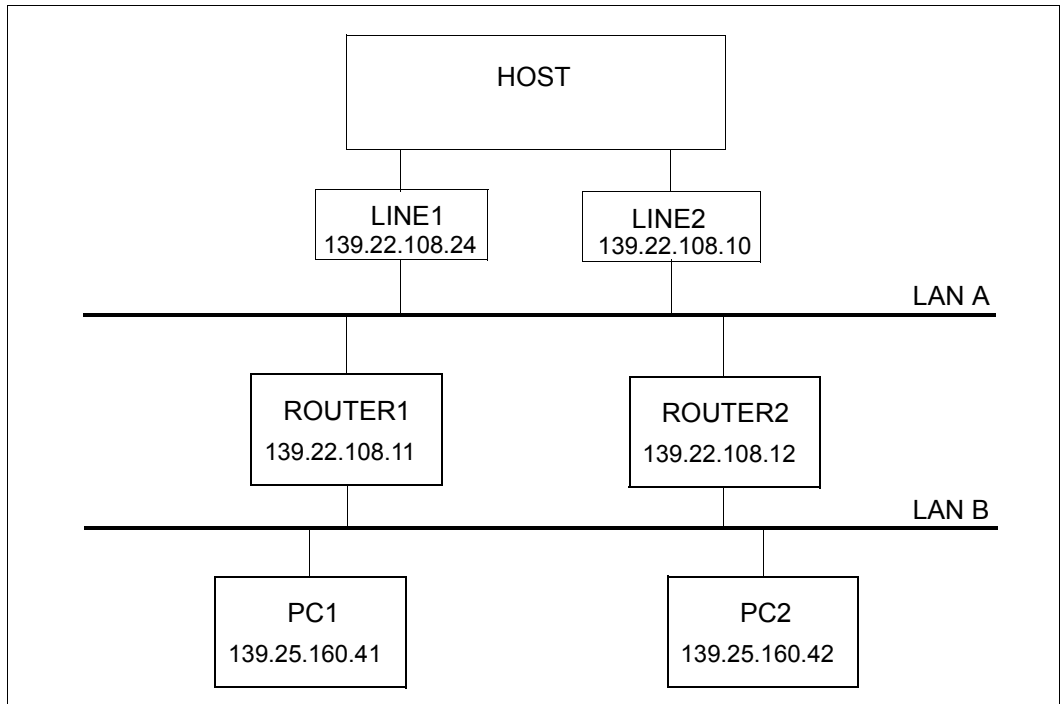 HOST
LINE1
139.22.108.24
LINE2
139.22.108.10
LAN A
ROUTER1
139.22.108.11
ROUTER2
139.22.108.12
LAN B
PC1
139.25.160.41
PC2
139.25.160.42